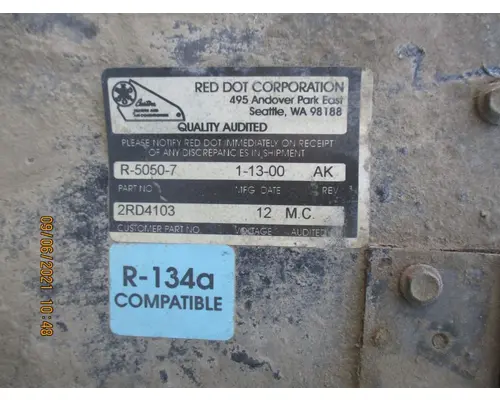 RED DOT CORPORATION
495 Andover Park East
Seattle, WA 98188
QUALITY AUDITED
PLEASE NOTIFY RED DOT IMMEDIATELY ON RECEIPT
OF ANY DISCREPANCIES IN SHIPMENT
R-5050-7 1-13-00 AK
PART NO MFG DATE REV
2RD4103 12 M.C.
CUSTOMER PART NO. VOLTAGE AUDITED
R-134a
COMPATIBLE
09/06/2021 10:48